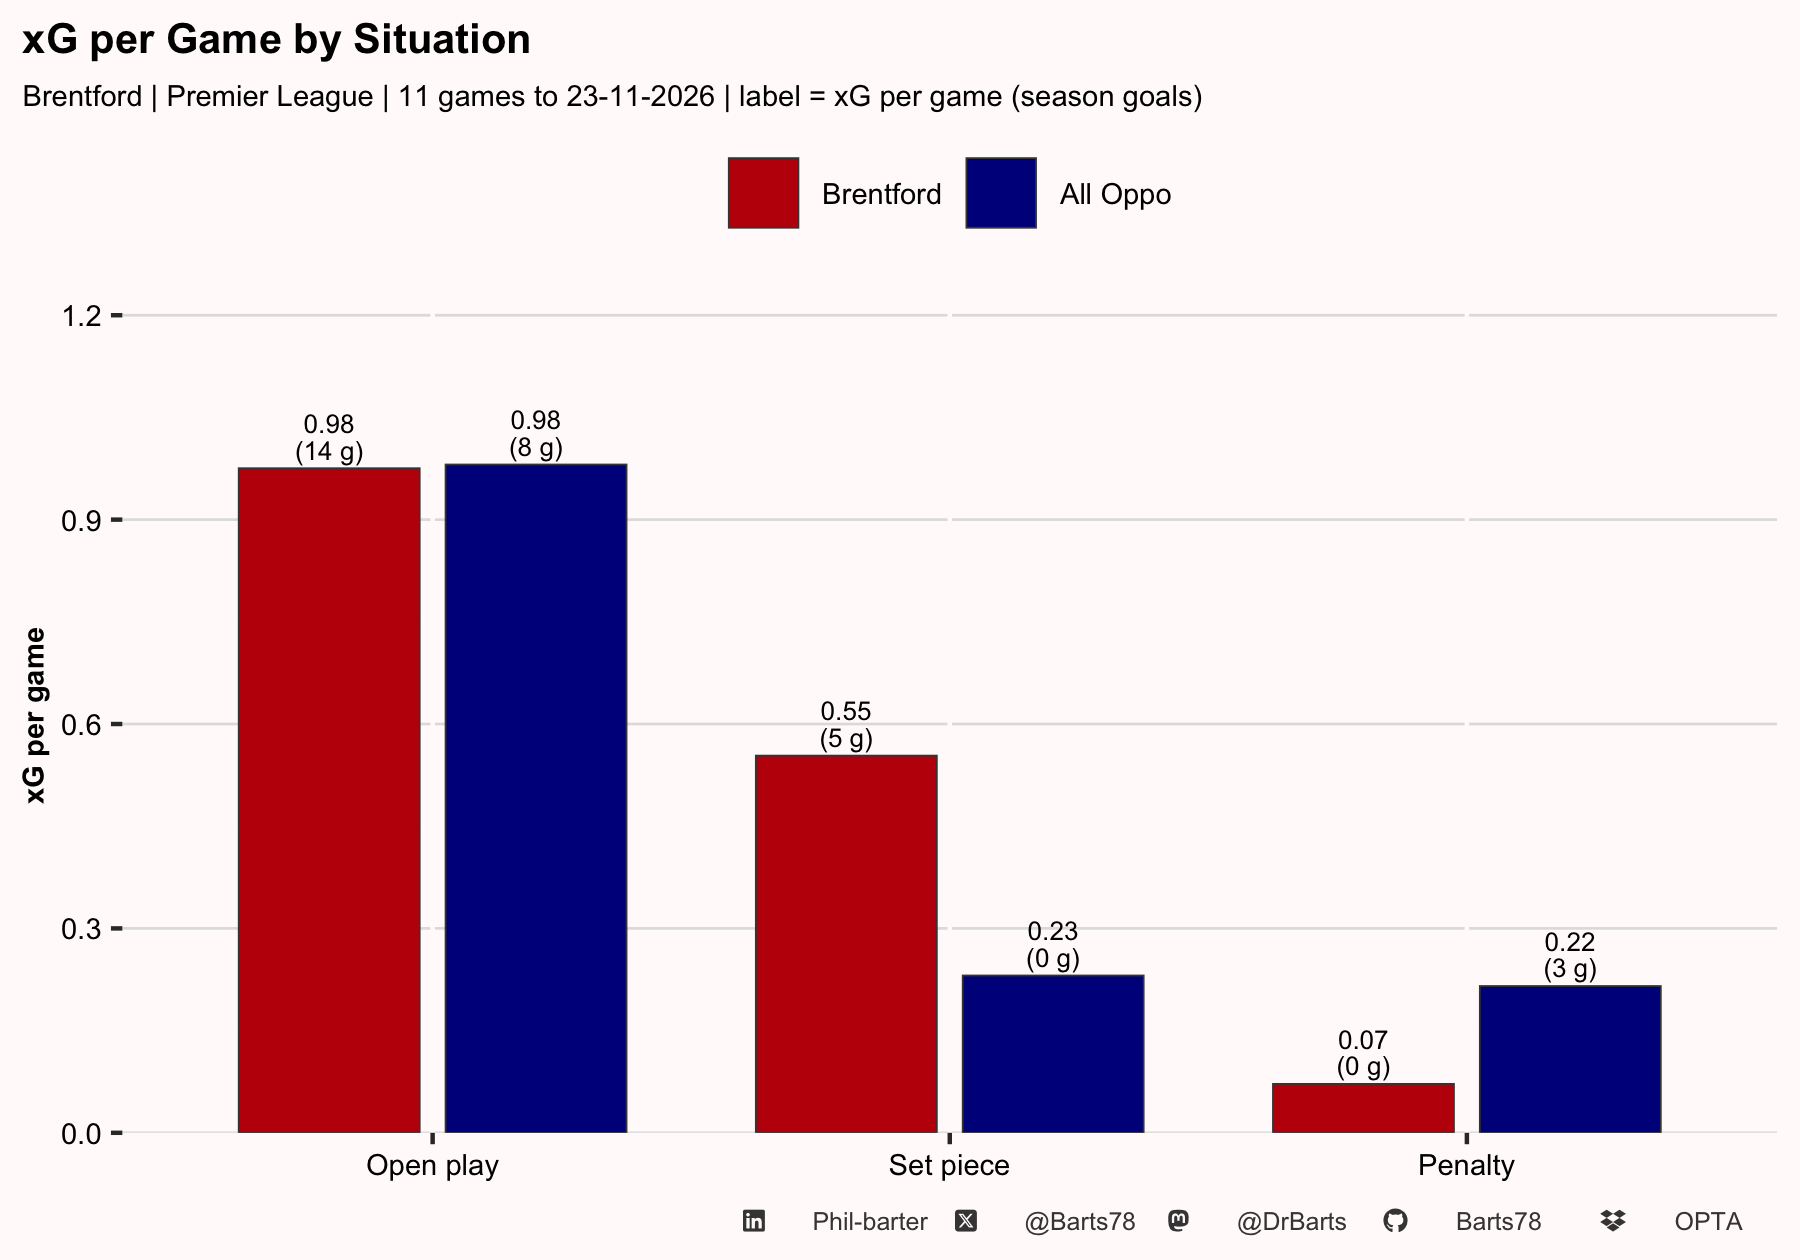 xG per Game by Situation
Brentford | Premier League | 11 games to 23-11-2026 | label = xG per game (season goals)
Brentford All Oppo
xG per game
1.2
0.9
0.6
0.3
0.0
0.98
(14 g)
0.98
(8 g)
0.55
(5 g)
0.23
(0 g)
0.07
(0 g)
0.22
(3 g)
Open play Set piece Penalty
Phil-barter @Barts78 @DrBarts Barts78 OPTA